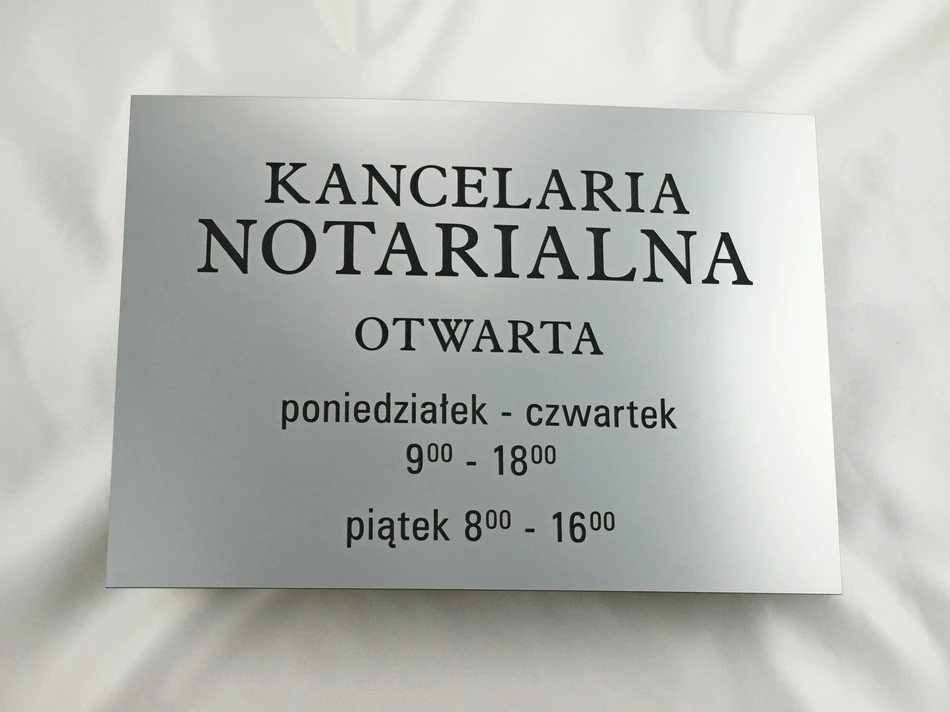 KANCELARIA
NOTARIALNA
OTWARTA
poniedziałek - czwartek
9⁰⁰ - 18⁰⁰
piątek 8⁰⁰ - 16⁰⁰